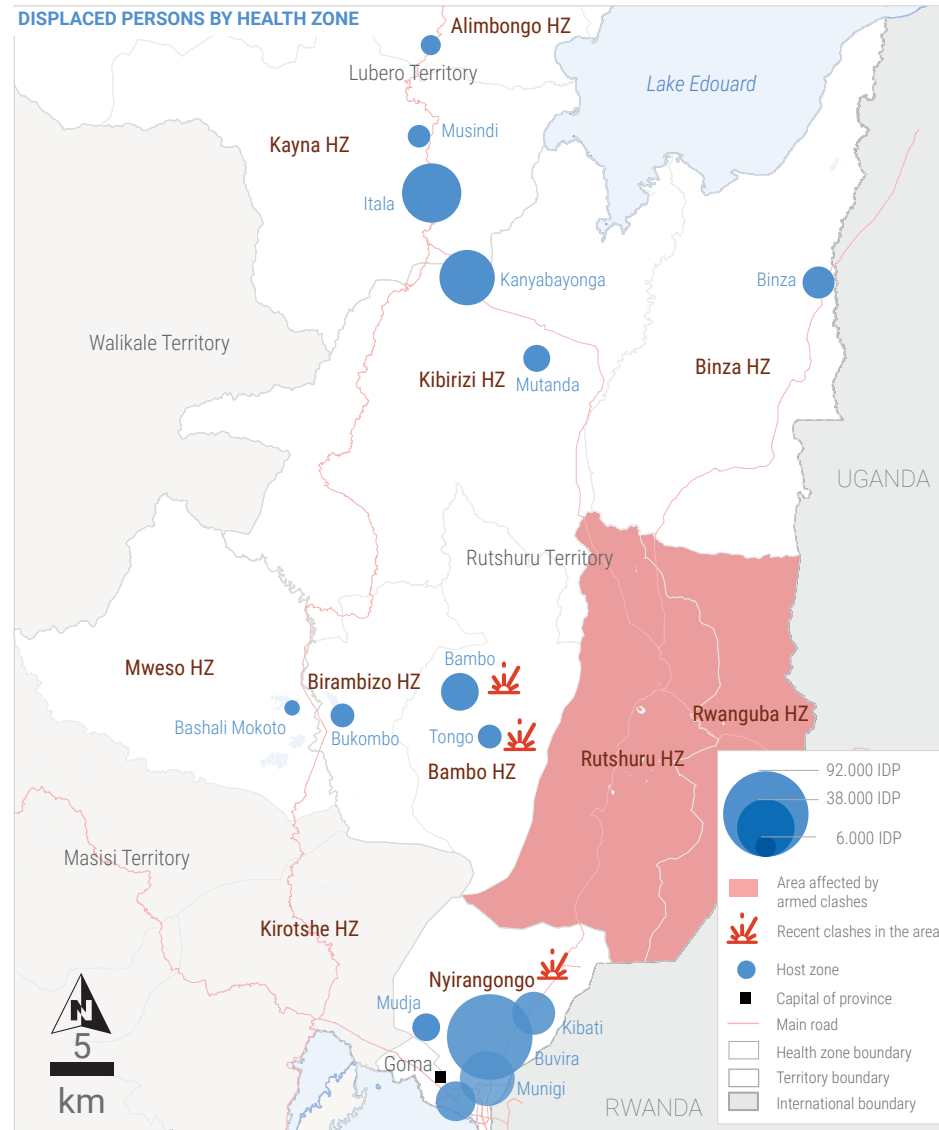 DISPLACED PERSONS BY HEALTH ZONE
Alimbongo HZ
Lubero Territory
Lake Edouard
Musindi
Kayna HZ
Itala
Kanyabayonga
Binza
Walikale Territory
Kibirizi HZ
Mutanda
Binza HZ
UGANDA
Rutshuru Territory
Mweso HZ
Birambizo HZ
Bambo
Bashali Mokoto
Bukombo
Tongo
Bambo HZ
Rwanguba HZ
Rutshuru HZ
Masisi Territory
Kirotshe HZ
Nyirangongo
Mudja
Kibati
Buvira
Goma
Munigi
RWANDA
N
5
km
92.000 IDP
38.000 IDP
6.000 IDP
Area affected by
armed clashes
Recent clashes in the area
Host zone
Capital of province
Main road
Health zone boundary
Territory boundary
International boundary